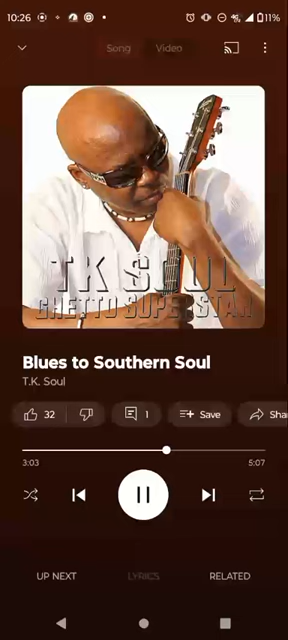 10:26
11%
Song Video
TK SOUL
GHETTO SUPERSTAR
Blues to Southern Soul
T.K. Soul
32 1 Save Sha
3:03 5:07
UP NEXT LYRICS RELATED